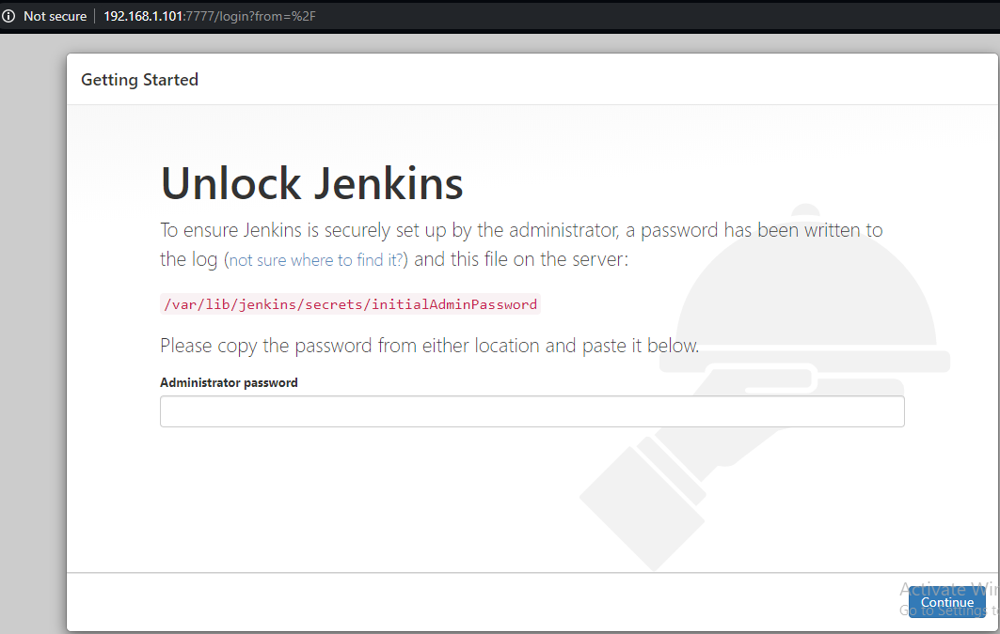 Not secure | 192.168.1.101:7777/login?from=%2F
Getting Started
Unlock Jenkins
To ensure Jenkins is securely set up by the administrator, a password has been written to
the log (not sure where to find it?) and this file on the server:
/var/lib/jenkins/secrets/initialAdminPassword
Please copy the password from either location and paste it below.
Administrator password
Activate Wi
Continue
Go to Settings t